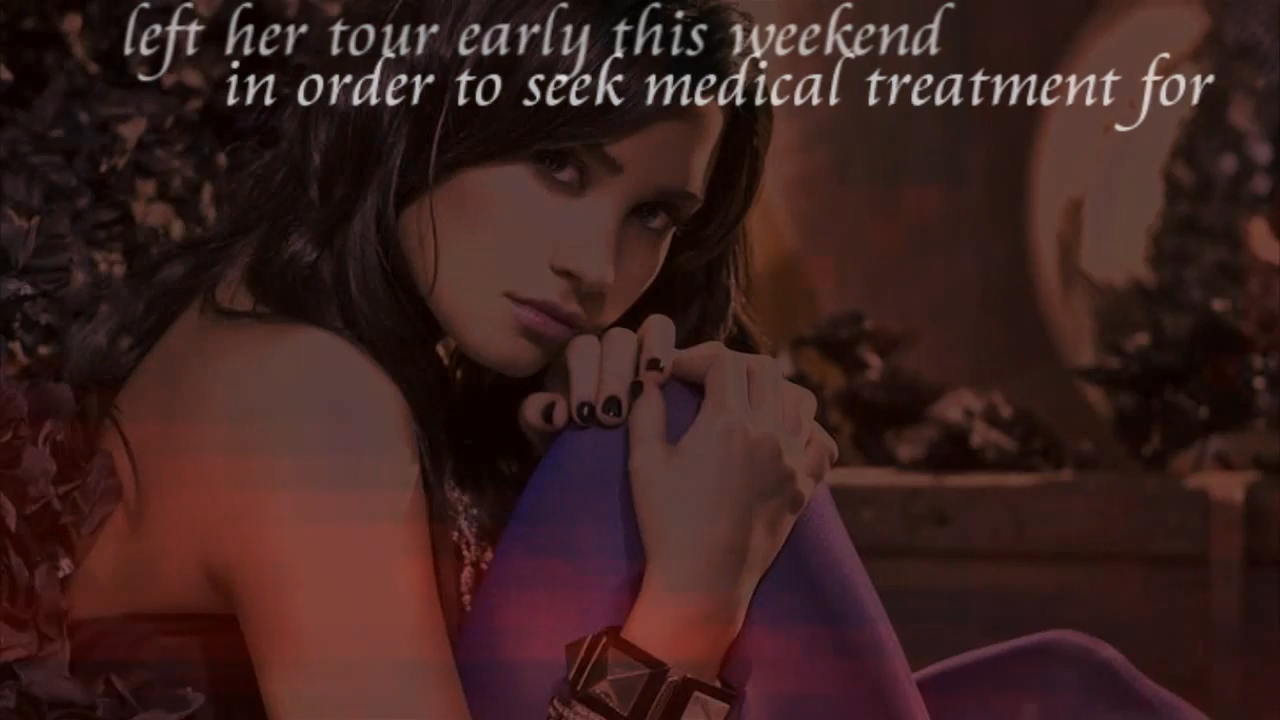 left her tour early this weekend
in order to seek medical treatment for